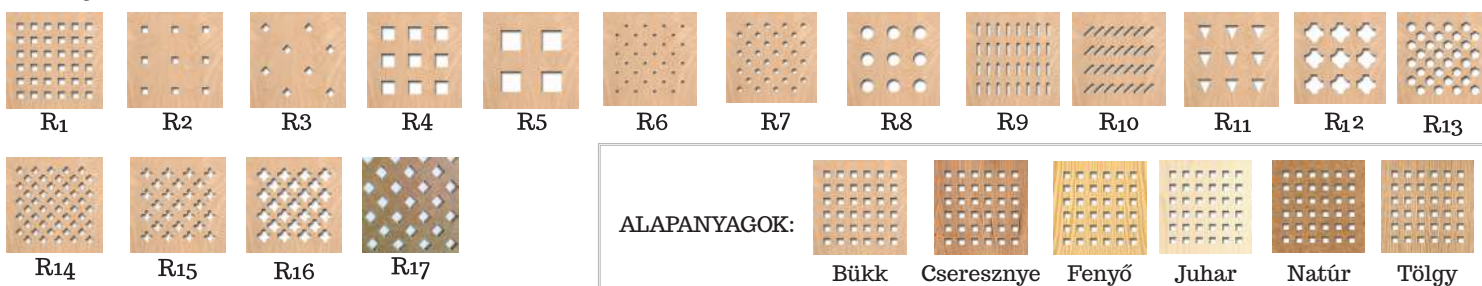 R1 R2 R3 R4 R5 R6 R7 R8 R9 R10 R11 R12 R13
R14 R15 R16 R17
ALAPANYAGOK:
Bükk Cseresznye Fenyő Juhar Natúr Tölgy